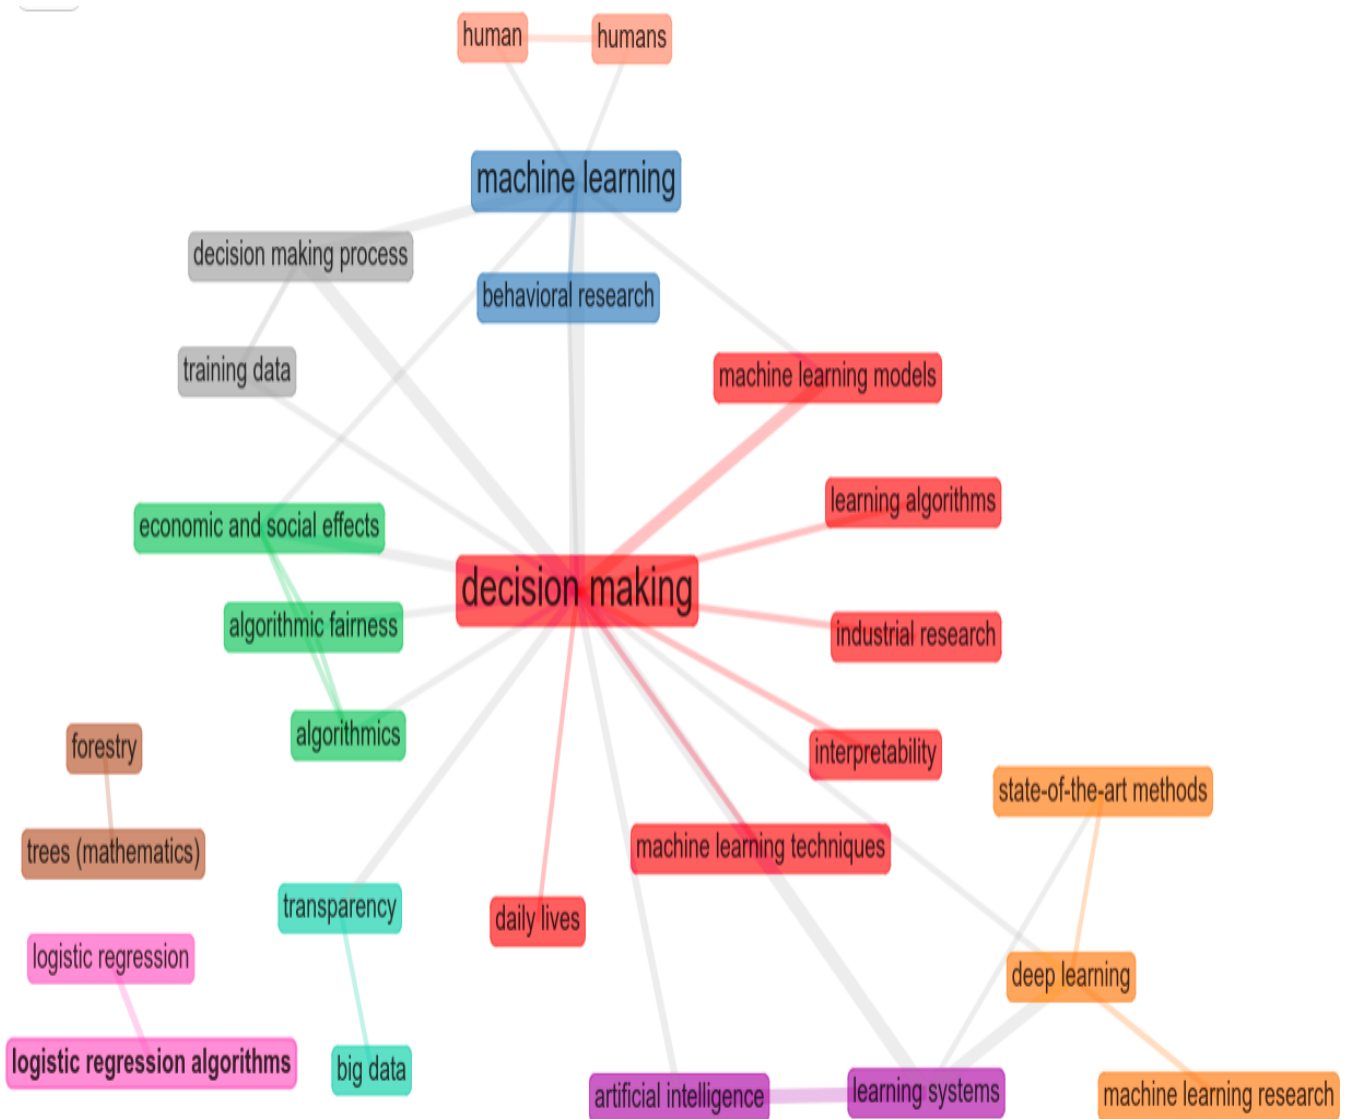 human
humans
machine learning
decision making process
behavioral research
training data
machine learning models
learning algorithms
economic and social effects
decision making
algorithmic fairness
industrial research
algorithmics
forestry
interpretability
state-of-the-art methods
trees (mathematics)
machine learning techniques
transparency
daily lives
logistic regression
deep learning
logistic regression algorithms
big data
artificial intelligence
learning systems
machine learning research